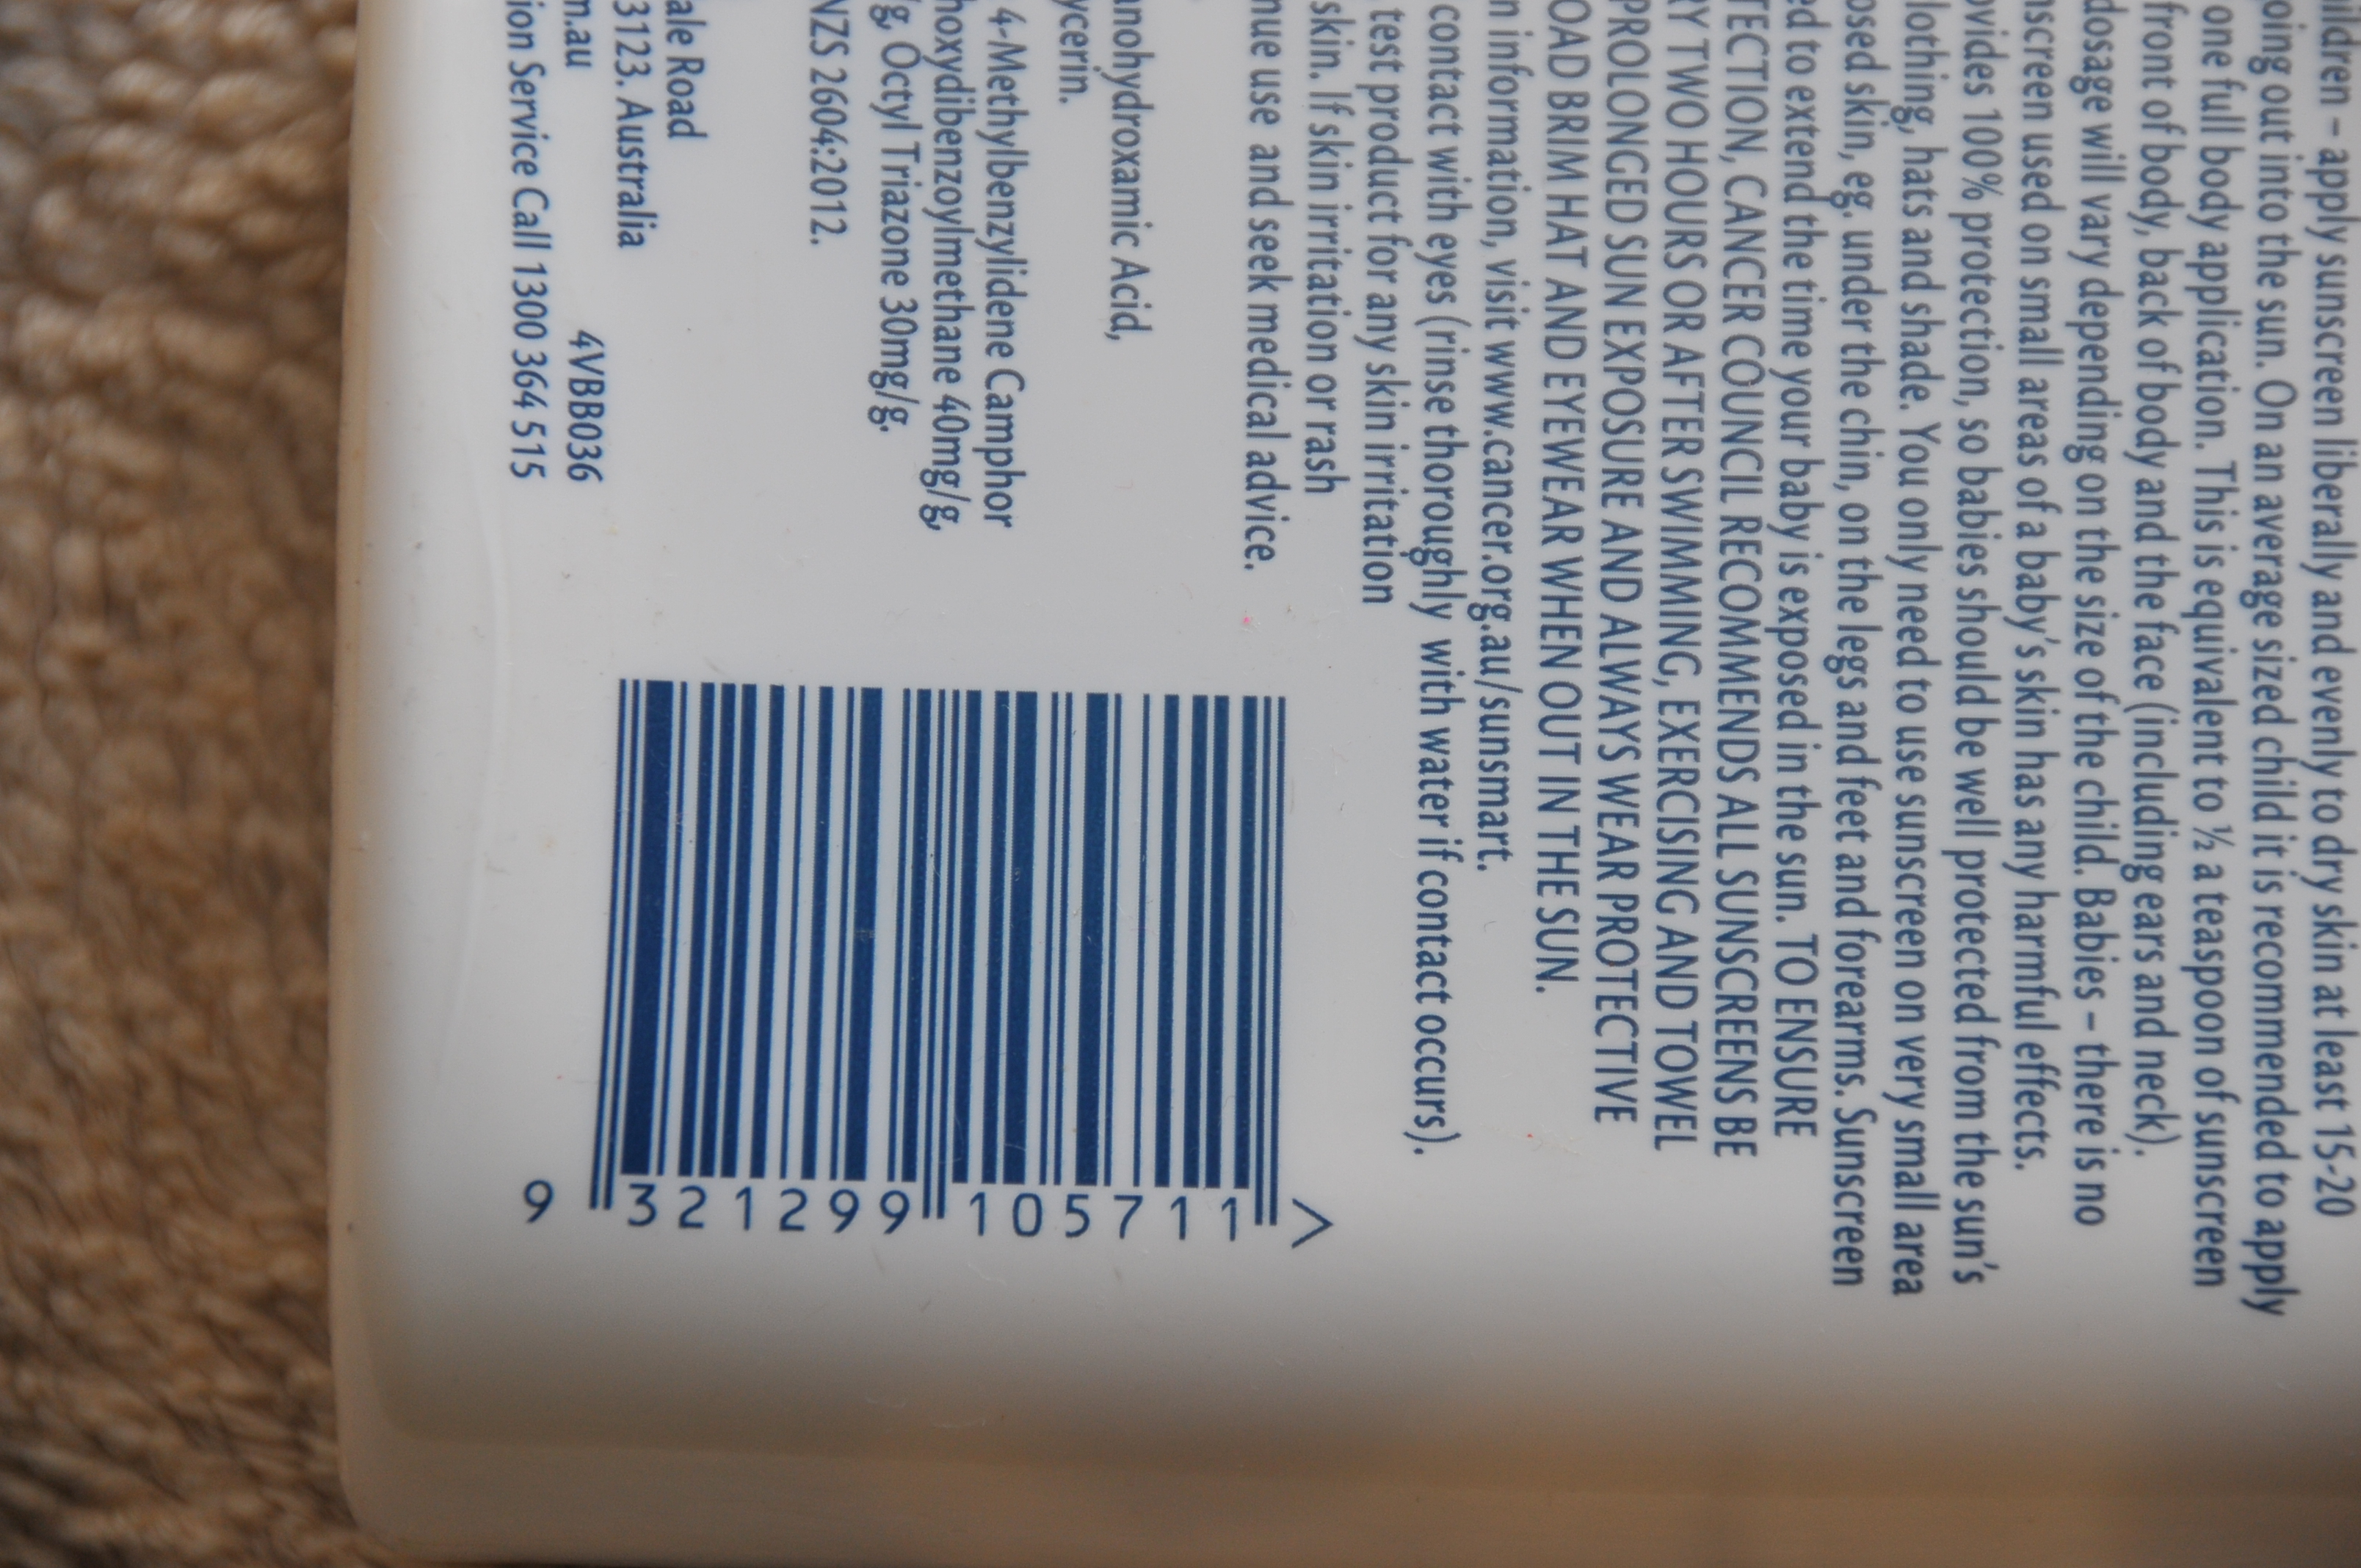 ildren – apply sunscreen liberally and evenly to dry skin at least 15-20
oing out into the sun. On an average sized child it is recommended to apply
one full body application. This is equivalent to ½ a teaspoon of sunscreen
front of body, back of body and the face (including ears and neck).
dosage will vary depending on the size of the child. Babies – there is no
nscreen used on small areas of a baby's skin has any harmful effects.
ovides 100% protection, so babies should be well protected from the sun's
lothing, hats and shade. You only need to use sunscreen on very small area
osed skin, eg. under the chin, on the legs and feet and forearms. Sunscreen
ed to extend the time your baby is exposed in the sun. TO ENSURE
TECTION, CANCER COUNCIL RECOMMENDS ALL SUNSCREENS BE
RY TWO HOURS OR AFTER SWIMMING, EXERCISING AND TOWEL
PROLONGED SUN EXPOSURE AND ALWAYS WEAR PROTECTIVE
OAD BRIM HAT AND EYEWEAR WHEN OUT IN THE SUN.
n information, visit www.cancer.org.au/sunsmart.
contact with eyes (rinse thoroughly with water if contact occurs).
test product for any skin irritation
skin. If skin irritation or rash
nue use and seek medical advice.
anohydroxamic Acid,
ycerin.
4-Methylbenzylidene Camphor
hoxydibenzoylmethane 40mg/g,
/g, Octyl Triazone 30mg/g.
NZS 2604:2012.
ale Road
3123. Australia
m.au
4VBB036
ion Service Call 1300 364 515
9 321299 105711 >